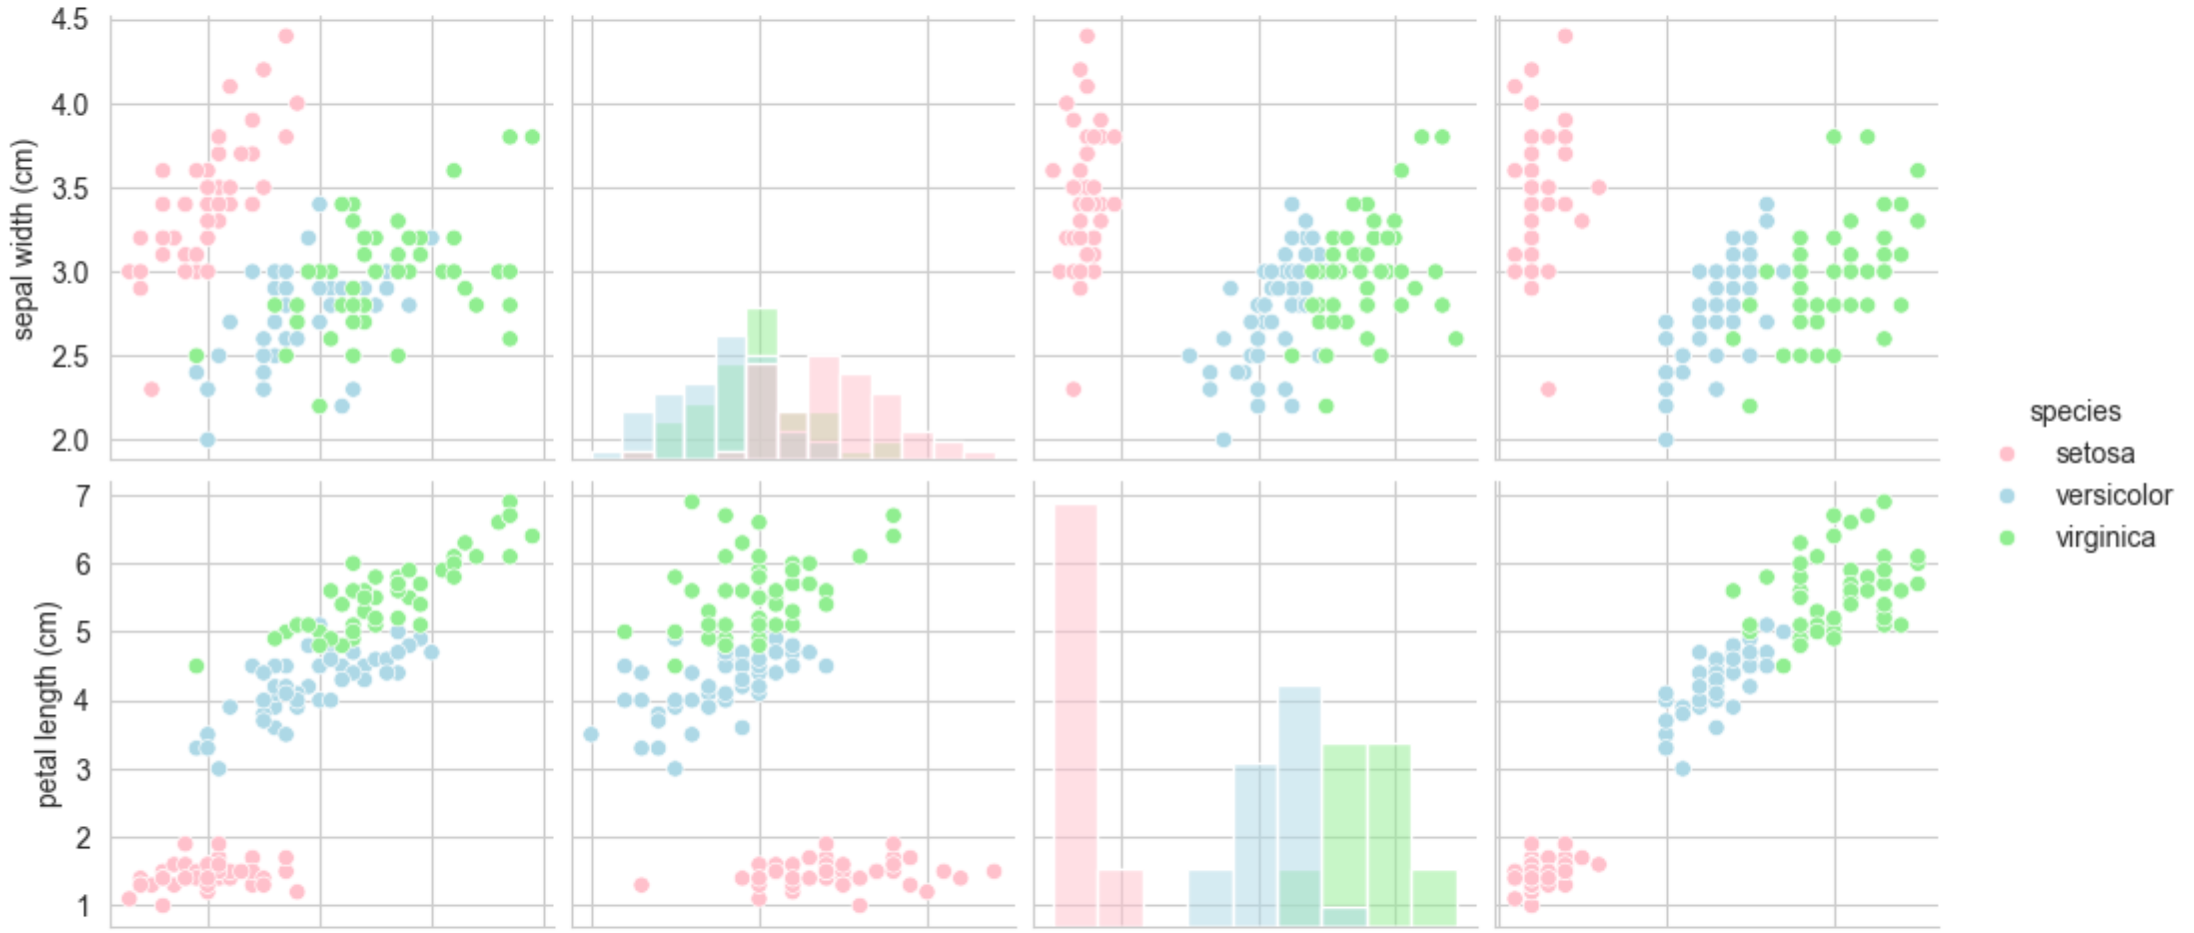 sepal width (cm)
4.5
4.0
3.5
3.0
2.5
2.0
petal length (cm)
7
6
5
4
3
2
1
species
setosa
versicolor
virginica